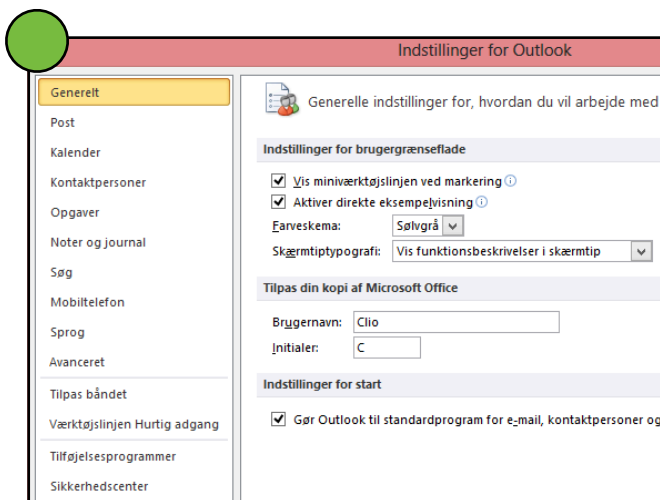 Indstillinger for Outlook
Generelt
Post
Kalender
Kontaktpersoner
Opgaver
Noter og journal
Søg
Mobiltelefon
Sprog
Avanceret
Tilpas båndet
Værktøjslinjen Hurtig adgang
Tilføjelsesprogrammer
Sikkerhedscenter
Generelle indstillinger for, hvordan du vil arbejde med
Indstillinger for brugergrænseflade
Vis miniværktøjslinjen ved markering
Aktiver direkte eksempelvisning
Farveskema: Sølvgrå
Skærmtiptypografi: Vis funktionsbeskrivelser i skærmtip
Tilpas din kopi af Microsoft Office
Brugernavn: Clio
Initialer: C
Indstillinger for start
Gør Outlook til standardprogram for e-mail, kontaktpersoner og